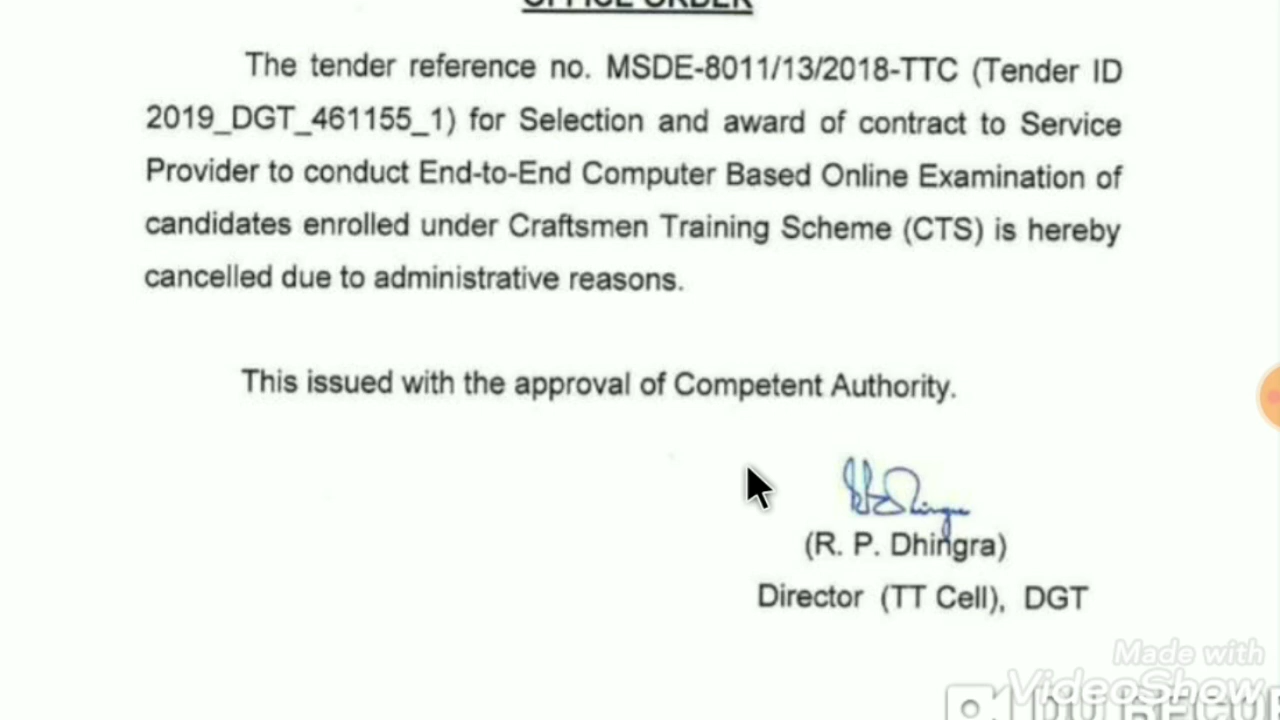 OFFICE ORDER
The tender reference no. MSDE-8011/13/2018-TTC (Tender ID
2019_DGT_461155_1) for Selection and award of contract to Service
Provider to conduct End-to-End Computer Based Online Examination of
candidates enrolled under Craftsmen Training Scheme (CTS) is hereby
cancelled due to administrative reasons.
This issued with the approval of Competent Authority.
(R. P. Dhingra)
Director (TT Cell), DGT
Made with
VideoShow